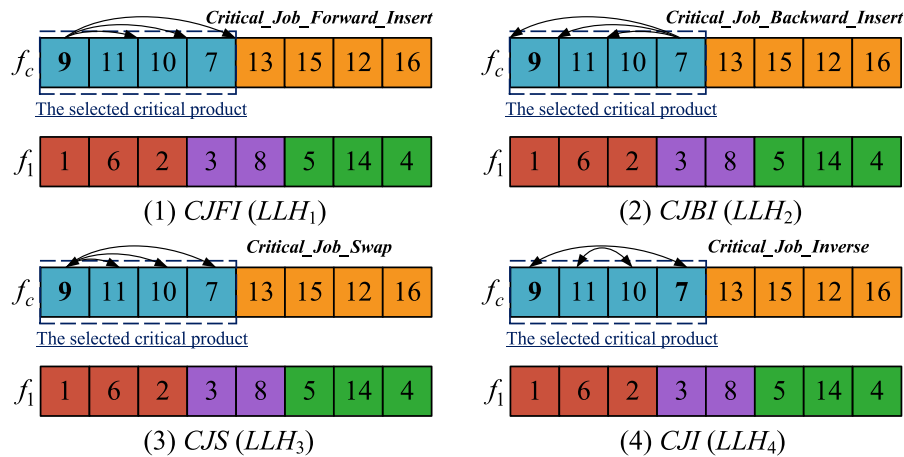 Critical_Job_Forward_Insert
f_c 9 11 10 7 13 15 12 16
The selected critical product
f_1 1 6 2 3 8 5 14 4
(1) CJFI (LLH_1)
Critical_Job_Backward_Insert
f_c 9 11 10 7 13 15 12 16
The selected critical product
f_1 1 6 2 3 8 5 14 4
(2) CJBI (LLH_2)
Critical_Job_Swap
f_c 9 11 10 7 13 15 12 16
The selected critical product
f_1 1 6 2 3 8 5 14 4
(3) CJS (LLH_3)
Critical_Job_Inverse
f_c 9 11 10 7 13 15 12 16
The selected critical product
f_1 1 6 2 3 8 5 14 4
(4) CJI (LLH_4)